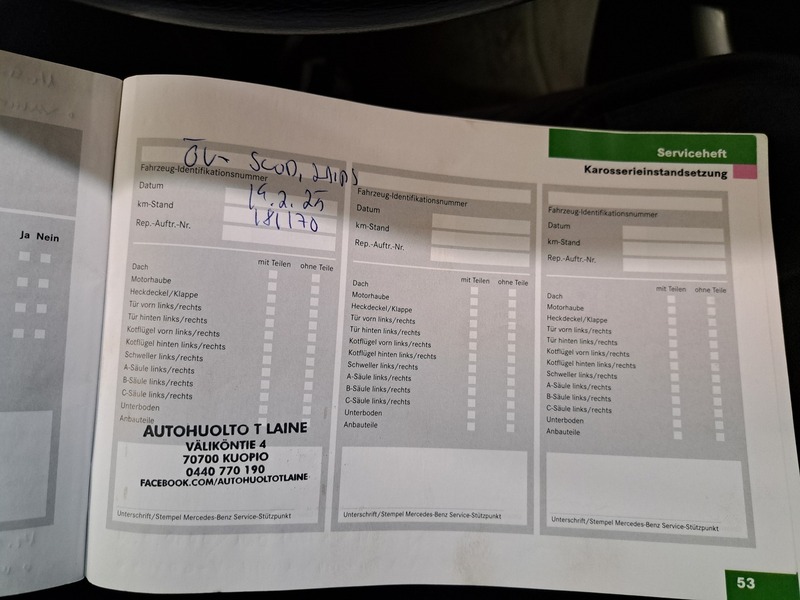 Serviceheft
Karosserieinstandsetzung
Ja Nein
ÖV-
Fahrzeug-Identifikationsnummer
Datum 19.2.25
km-Stand 181170
Rep.-Auftr.-Nr.
mit Teilen ohne Teile
Dach
Motorhaube
Heckdeckel/Klappe
Tür vorn links/rechts
Tür hinten links/rechts
Kotflügel vorn links/rechts
Kotflügel hinten links/rechts
Schweller links/rechts
A-Säule links/rechts
B-Säule links/rechts
C-Säule links/rechts
Unterboden
Anbauteile
AUTOHUOLTO T LAINE
VÄLIKÖNTIE 4
70700 KUOPIO
0440 770 190
FACEBOOK.COM/AUTOHUOLTOTLAINE
Unterschrift/Stempel Mercedes-Benz Service-Stützpunkt
Fahrzeug-Identifikationsnummer
Datum
km-Stand
Rep.-Auftr.-Nr.
mit Teilen ohne Teile
Dach
Motorhaube
Heckdeckel/Klappe
Tür vorn links/rechts
Tür hinten links/rechts
Kotflügel vorn links/rechts
Kotflügel hinten links/rechts
Schweller links/rechts
A-Säule links/rechts
B-Säule links/rechts
C-Säule links/rechts
Unterboden
Anbauteile
Unterschrift/Stempel Mercedes-Benz Service-Stützpunkt
Fahrzeug-Identifikationsnummer
Datum
km-Stand
Rep.-Auftr.-Nr.
mit Teilen ohne Teile
Dach
Motorhaube
Heckdeckel/Klappe
Tür vorn links/rechts
Tür hinten links/rechts
Kotflügel vorn links/rechts
Kotflügel hinten links/rechts
Schweller links/rechts
A-Säule links/rechts
B-Säule links/rechts
C-Säule links/rechts
Unterboden
Anbauteile
Unterschrift/Stempel Mercedes-Benz Service-Stützpunkt
53